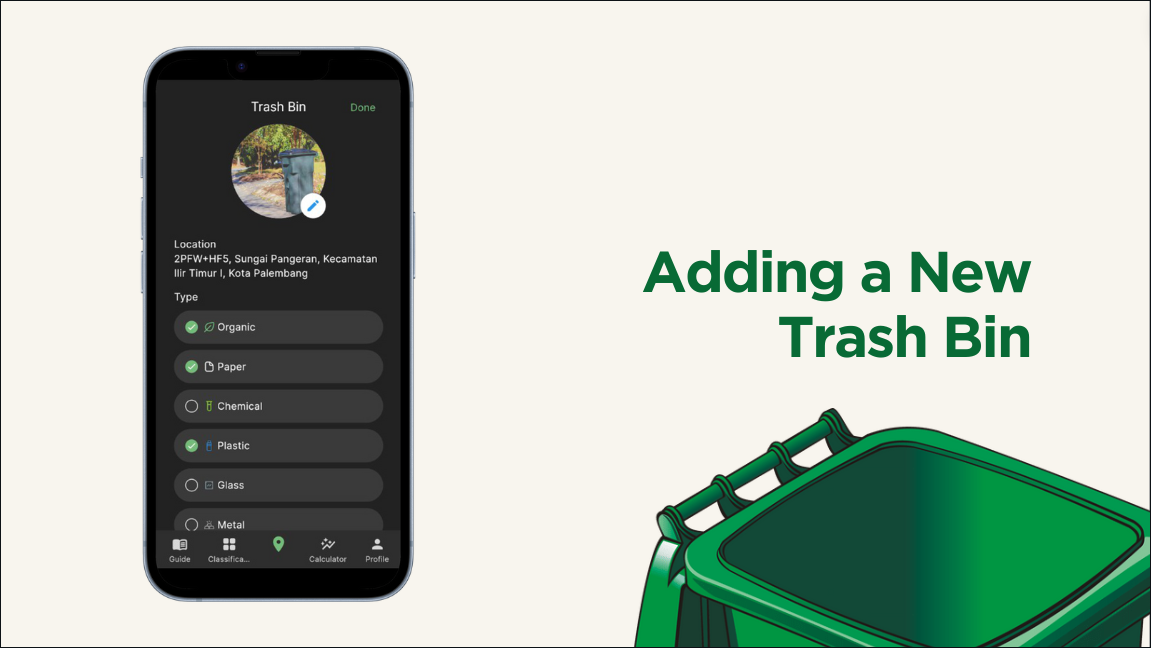 Trash Bin
Done
Location
2PFW+HF5, Sungai Pangeran, Kecamatan
Ilir Timur I, Kota Palembang
Type
Organic
Paper
Chemical
Plastic
Glass
Metal
Guide
Classifica...
Calculator
Profile
Adding a New
Trash Bin